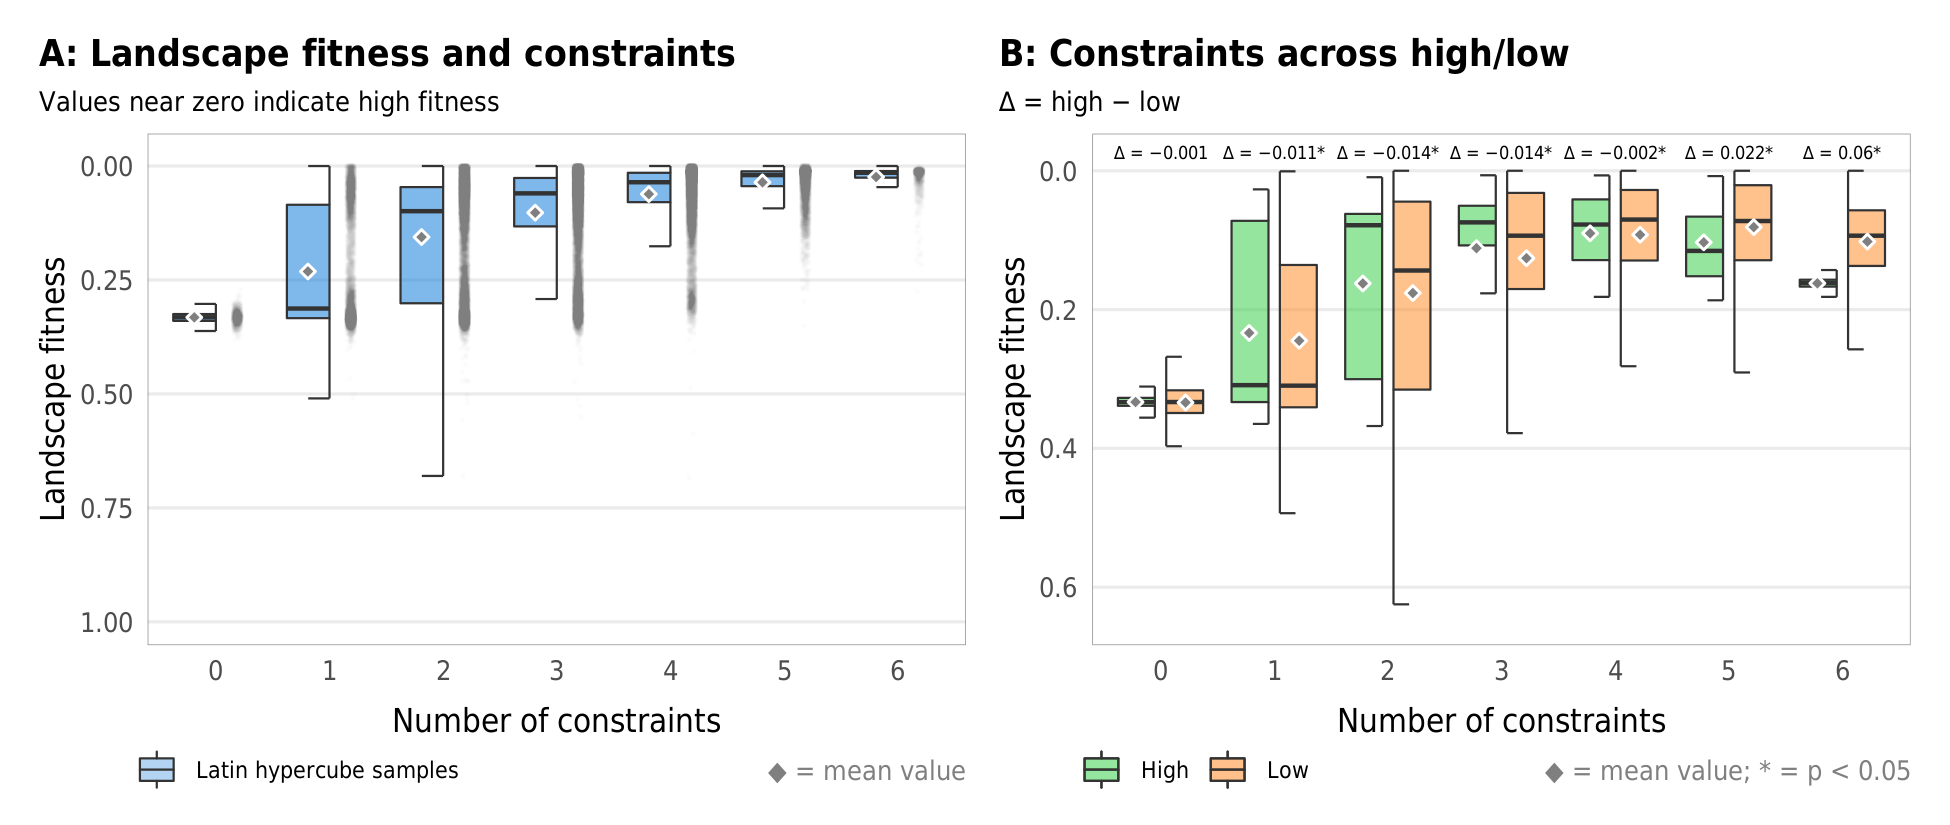 A: Landscape fitness and constraints
Values near zero indicate high fitness
Landscape fitness
0.00
0.25
0.50
0.75
1.00
0 1 2 3 4 5 6
Number of constraints
Latin hypercube samples
◆ = mean value
B: Constraints across high/low
Δ = high − low
Δ = −0.001 Δ = −0.011* Δ = −0.014* Δ = −0.014* Δ = −0.002* Δ = 0.022* Δ = 0.06*
Landscape fitness
0.0
0.2
0.4
0.6
0 1 2 3 4 5 6
Number of constraints
High Low
◆ = mean value; * = p < 0.05